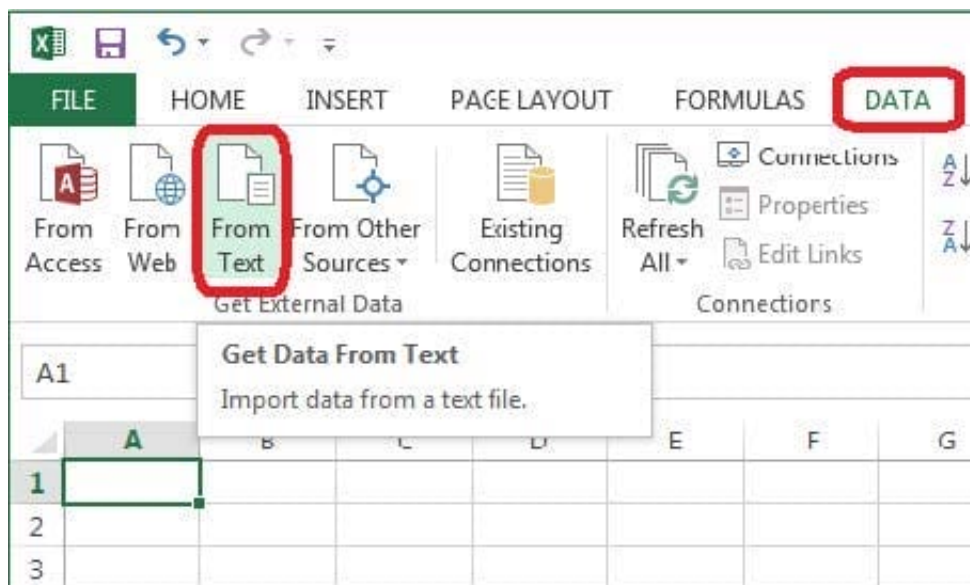 FILE HOME INSERT PAGE LAYOUT FORMULAS DATA
From Access
From Web
From Text
From Other Sources
Existing Connections
Refresh All
Connections
Properties
Edit Links
A Z
Z A
Get External Data
Connections
A1
Get Data From Text
Import data from a text file.
A B C D E F G
1
2
3